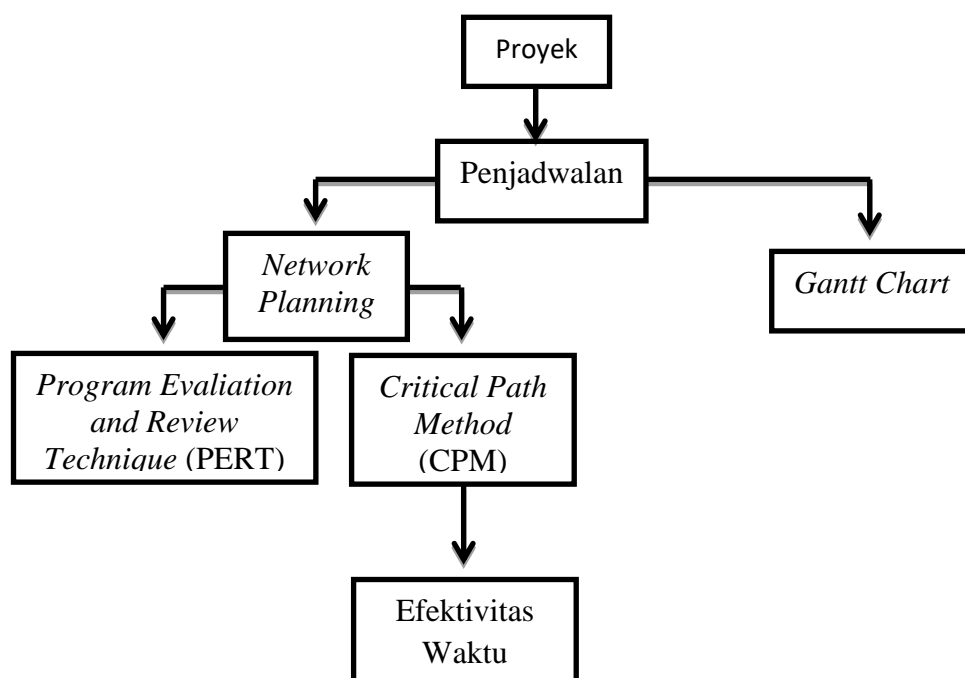 Proyek
Penjadwalan
Network
Planning
Gantt Chart
Program Evaliation
and Review
Technique (PERT)
Critical Path
Method
(CPM)
Efektivitas
Waktu